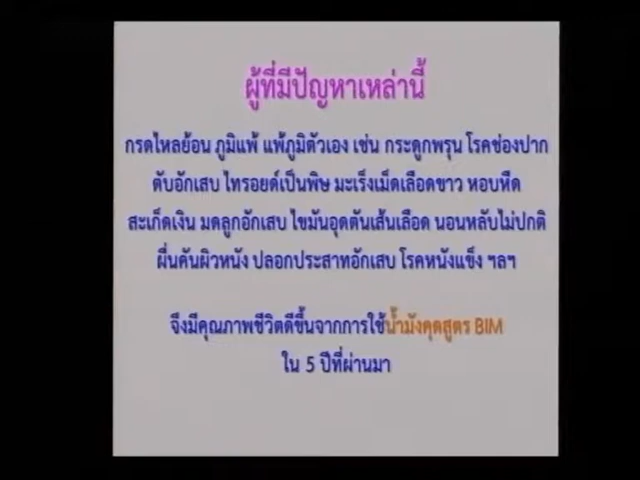 ผู้ที่มีปัญหาเหล่านี้
กรดไหลย้อน ภูมิแพ้ แพ้ภูมิตัวเอง เช่น กระดูกพรุน โรคช่องปาก
ตับอักเสบ ไทรอยด์เป็นพิษ มะเร็งเม็ดเลือดขาว หอบหืด
สะเก็ดเงิน มดลูกอักเสบ ไขมันอุดตันเส้นเลือด นอนหลับไม่ปกติ
ผื่นคันผิวหนัง ปลอกประสาทอักเสบ โรคหนังแข็ง ฯลฯ
จึงมีคุณภาพชีวิตดีขึ้นจากการใช้น้ำมังคุดสูตร BIM
ใน 5 ปีที่ผ่านมา